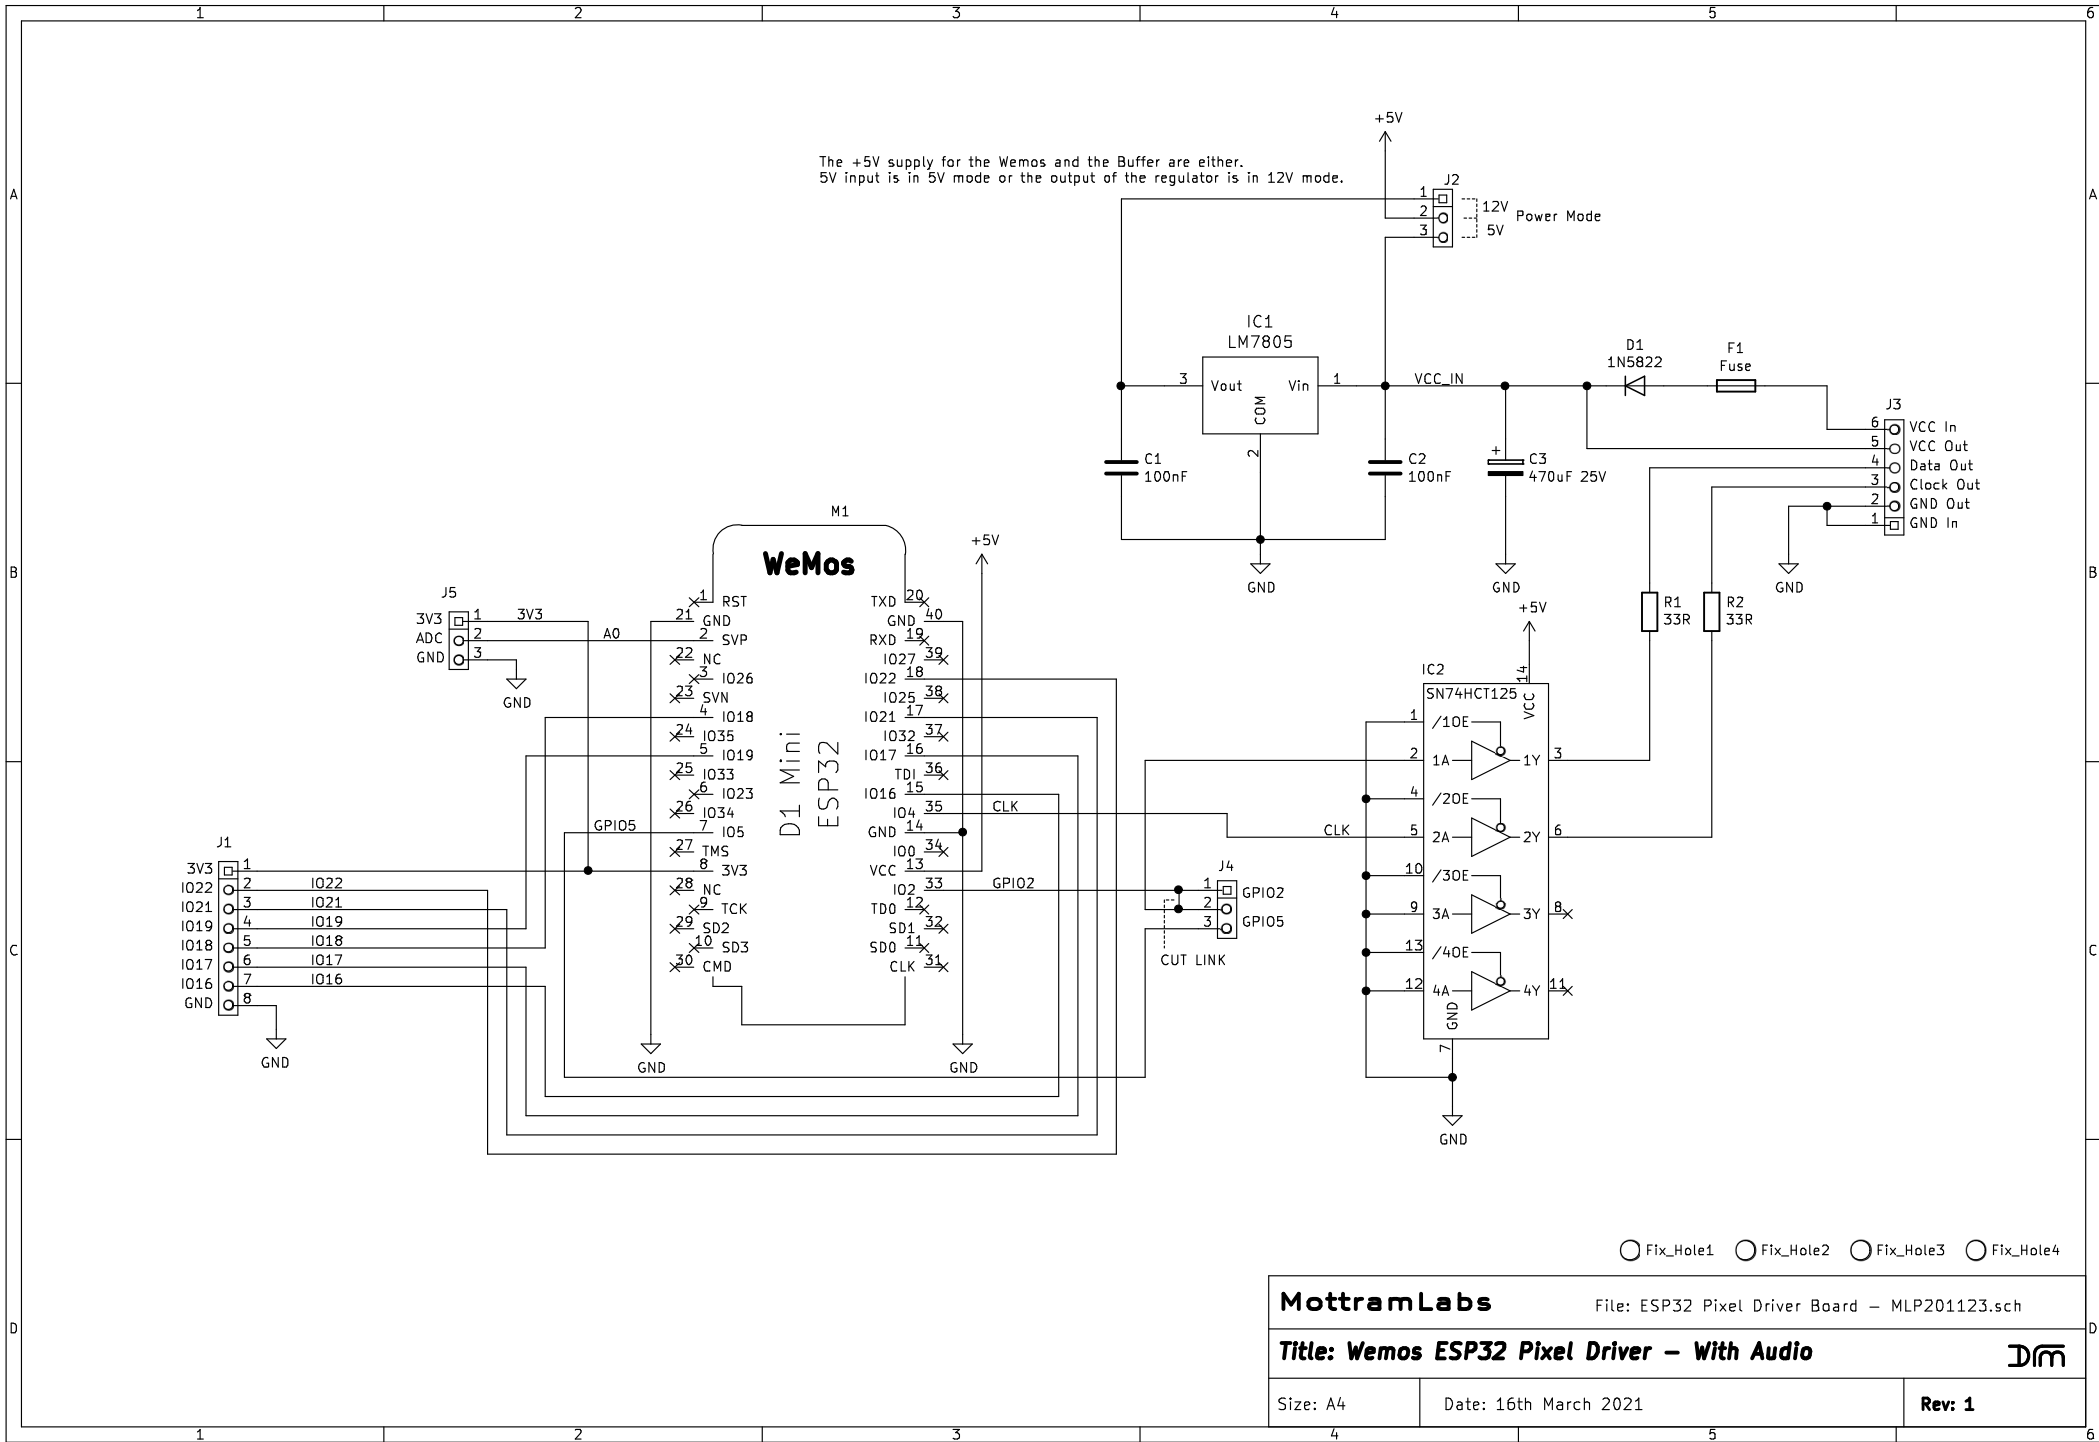 1 2 3 4 5 6
+5V
The +5V supply for the Wemos and the Buffer are either.
5V input is in 5V mode or the output of the regulator is in 12V mode.
J2
A
A
1
2
3
12V
5V
Power Mode
IC1
LM7805
3 Vout
Vin 1
COM
2
VCC_IN
D1
1N5822
F1
Fuse
J3
6 VCC In
5 VCC Out
4 Data Out
3 Clock Out
2 GND Out
1 GND In
C1
100nF
C2
100nF
+
C3
470uF 25V
GND
GND
GND
M1
WeMos
D1 Mini
ESP32
+5V
B
B
J5
3V3 1 3V3
ADC 2 A0
GND 3
GND
1 RST
21 GND
2 SVP
22 NC
3 IO26
23 SVN
4 IO18
24 IO35
5 IO19
25 IO33
6 IO23
26 IO34
GPIO5 7 IO5
27 TMS
8 3V3
28 NC
9 TCK
29 SD2
10 SD3
30 CMD
TXD 20
GND 40
RXD 19
IO27 39
IO22 18
IO25 38
IO21 17
IO32 37
IO17 16
TDI 36
IO16 15
IO4 35 CLK
GND 14
IO0 34
VCC 13
IO2 33 GPIO2
TD0 12
SD1 32
SD0 11
CLK 31
GND
GND
R1
33R
R2
33R
+5V
IC2
SN74HCT125
14
VCC
1 /1OE
2 1A 1Y 3
4 /2OE
CLK 5 2A 2Y 6
10 /3OE
9 3A 3Y 8
13 /4OE
12 4A 4Y 11
GND
7
GND
J4
1 GPIO2
2
3 GPIO5
CUT LINK
C
C
J1
3V3 1
IO22 2 IO22
IO21 3 IO21
IO19 4 IO19
IO18 5 IO18
IO17 6 IO17
IO16 7 IO16
GND 8
GND
Fix_Hole1 Fix_Hole2 Fix_Hole3 Fix_Hole4
D
D
MottramLabs
File: ESP32 Pixel Driver Board – MLP201123.sch
Title: Wemos ESP32 Pixel Driver – With Audio
DM
Size: A4
Date: 16th March 2021
Rev: 1
1 2 3 4 5 6